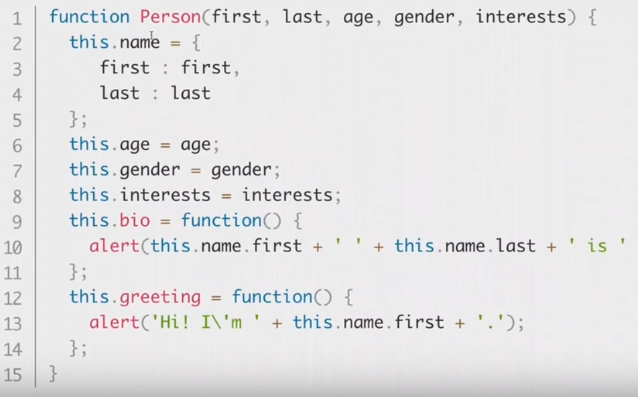 1 function Person(first, last, age, gender, interests) {
2   this.name = {
3      first : first,
4      last : last
5   };
6   this.age = age;
7   this.gender = gender;
8   this.interests = interests;
9   this.bio = function() {
10     alert(this.name.first + ' ' + this.name.last + ' is '
11   };
12   this.greeting = function() {
13     alert('Hi! I\'m ' + this.name.first + '.');
14   };
15 }